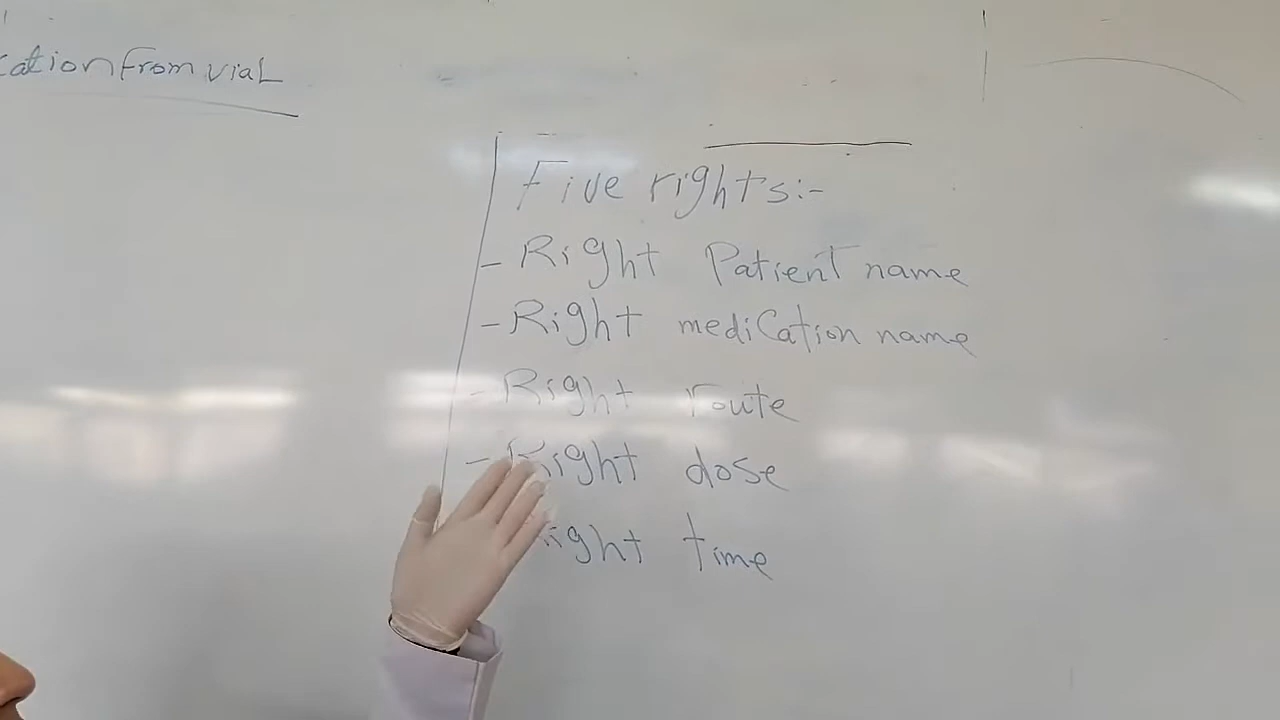 cation From vial
Five rights:-
- Right Patient name
- Right medication name
- Right route
- Right dose
Right time